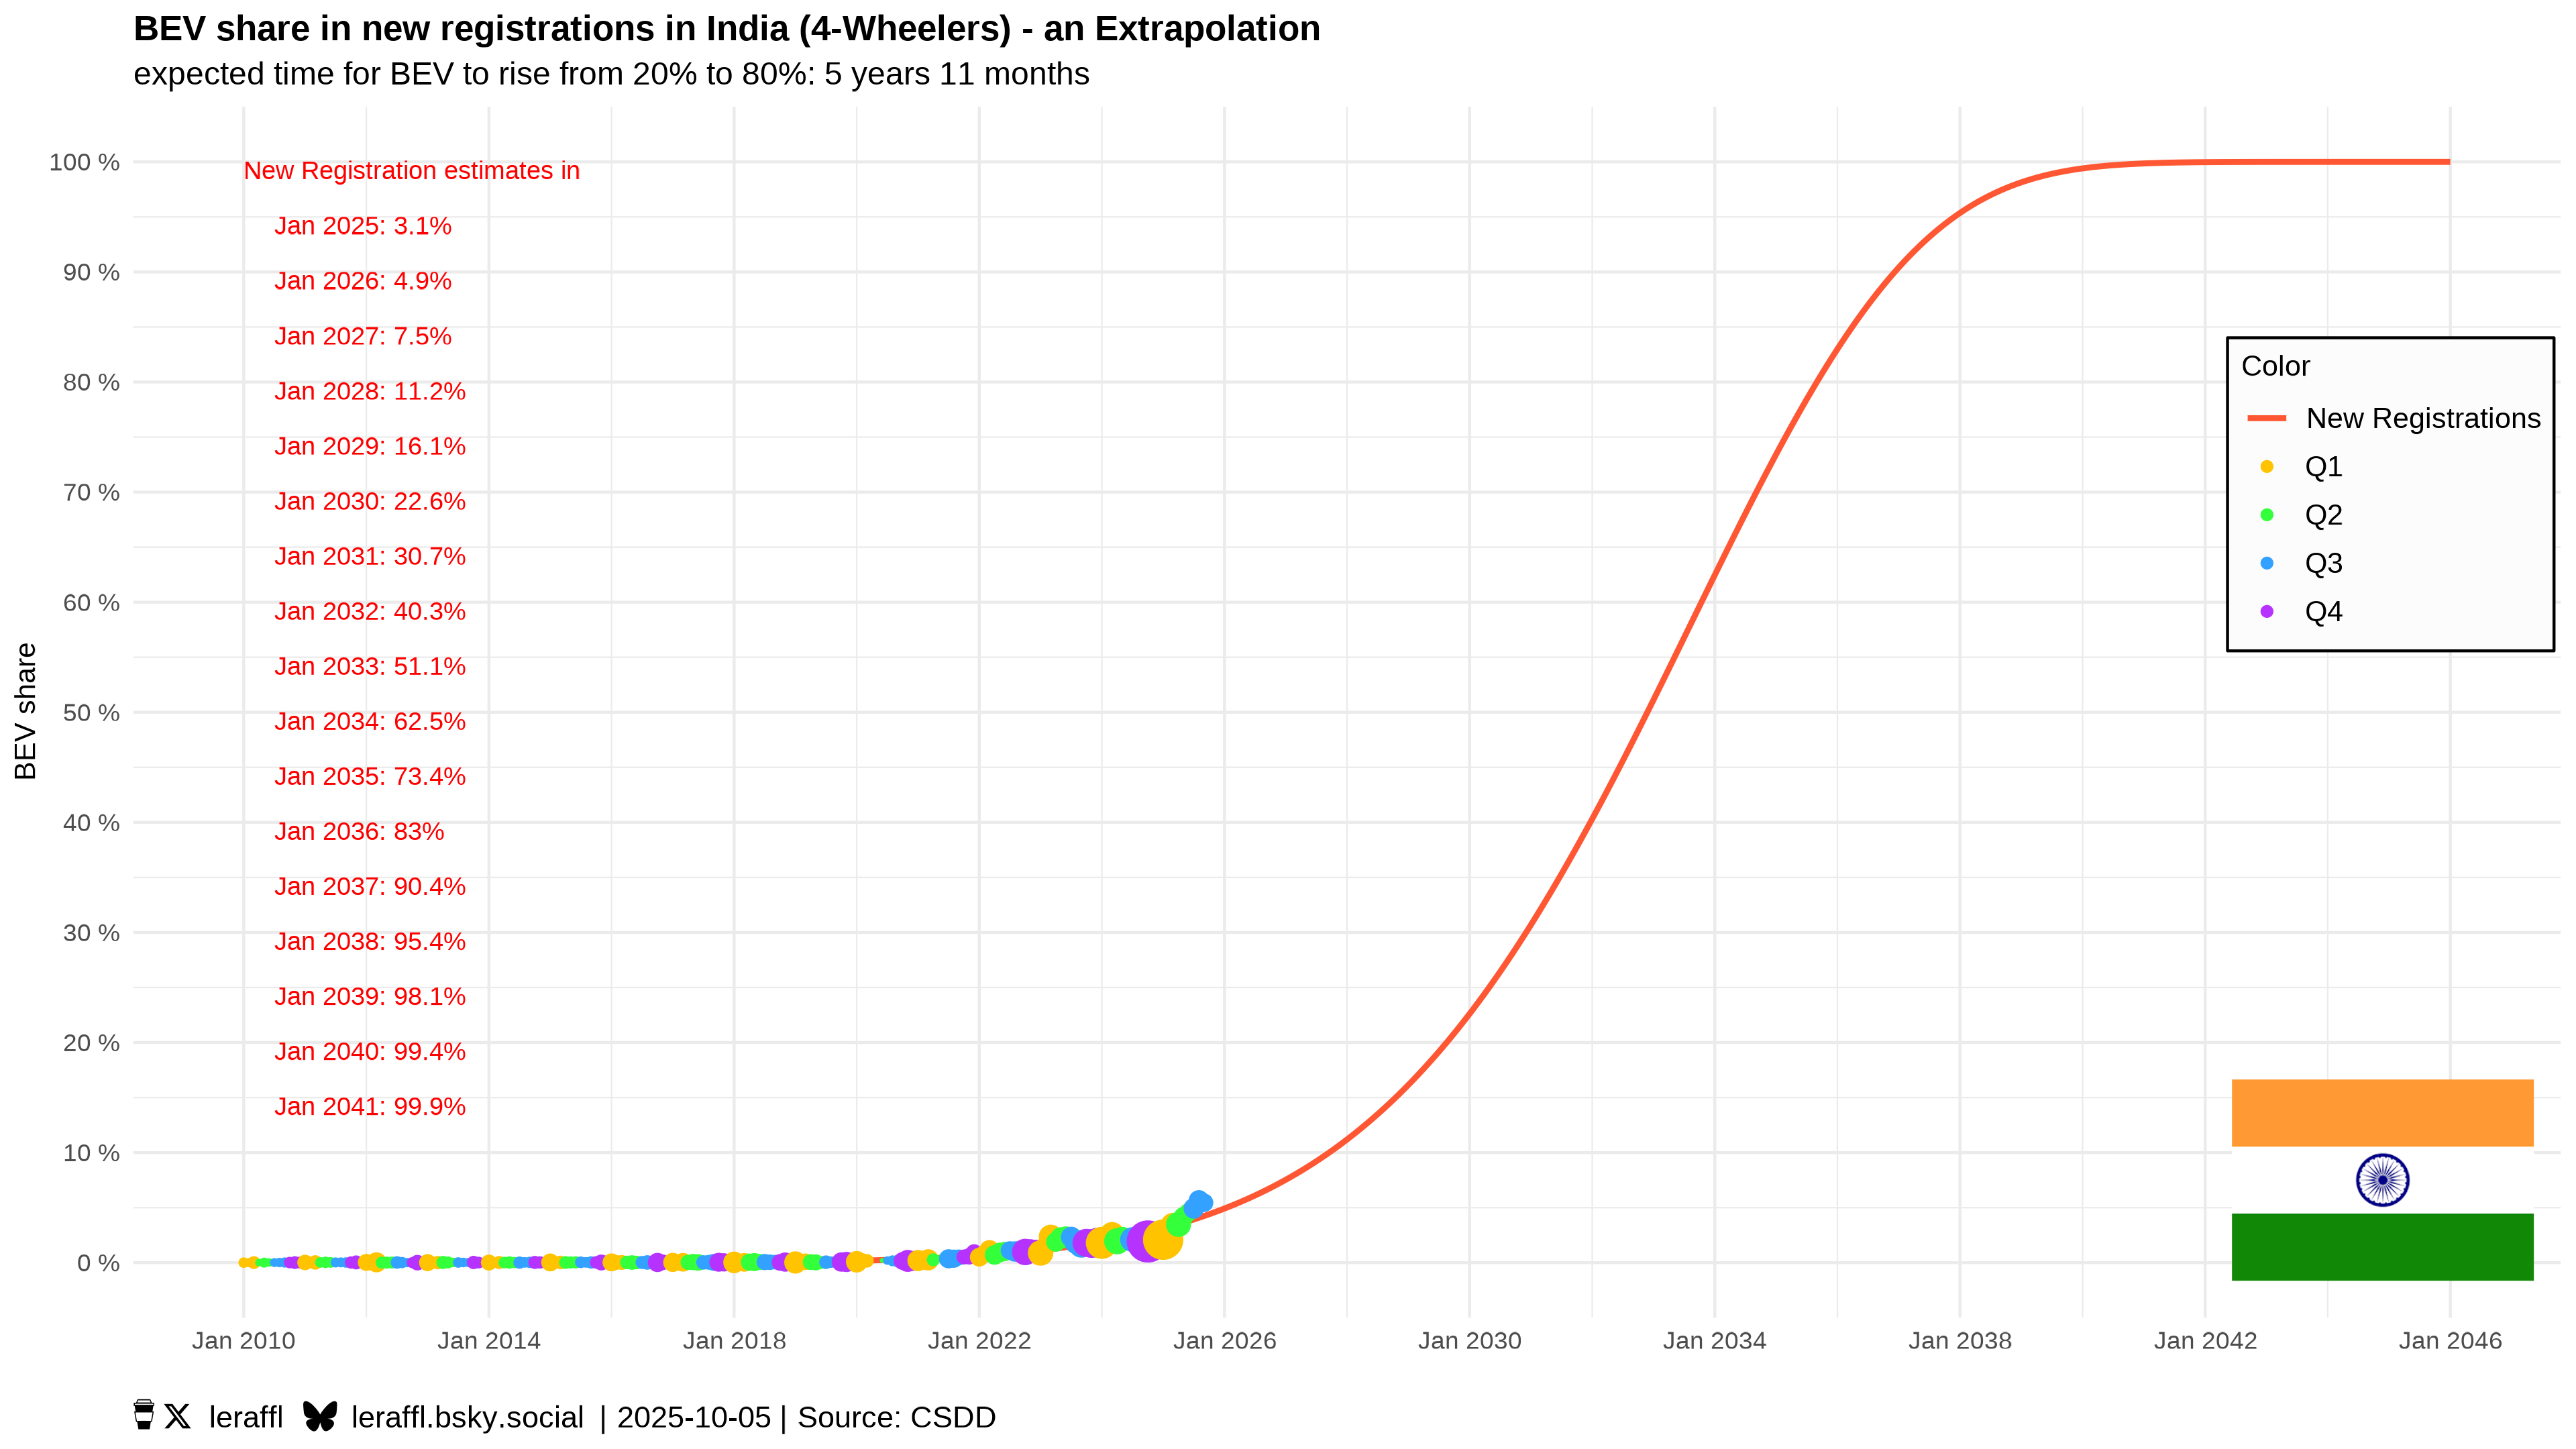 BEV share in new registrations in India (4-Wheelers) - an Extrapolation
expected time for BEV to rise from 20% to 80%: 5 years 11 months
BEV share
100 %
90 %
80 %
70 %
60 %
50 %
40 %
30 %
20 %
10 %
0 %
New Registration estimates in
Jan 2025: 3.1%
Jan 2026: 4.9%
Jan 2027: 7.5%
Jan 2028: 11.2%
Jan 2029: 16.1%
Jan 2030: 22.6%
Jan 2031: 30.7%
Jan 2032: 40.3%
Jan 2033: 51.1%
Jan 2034: 62.5%
Jan 2035: 73.4%
Jan 2036: 83%
Jan 2037: 90.4%
Jan 2038: 95.4%
Jan 2039: 98.1%
Jan 2040: 99.4%
Jan 2041: 99.9%
Color
New Registrations
Q1
Q2
Q3
Q4
Jan 2010 Jan 2014 Jan 2018 Jan 2022 Jan 2026 Jan 2030 Jan 2034 Jan 2038 Jan 2042 Jan 2046
leraffl leraffl.bsky.social | 2025-10-05 | Source: CSDD